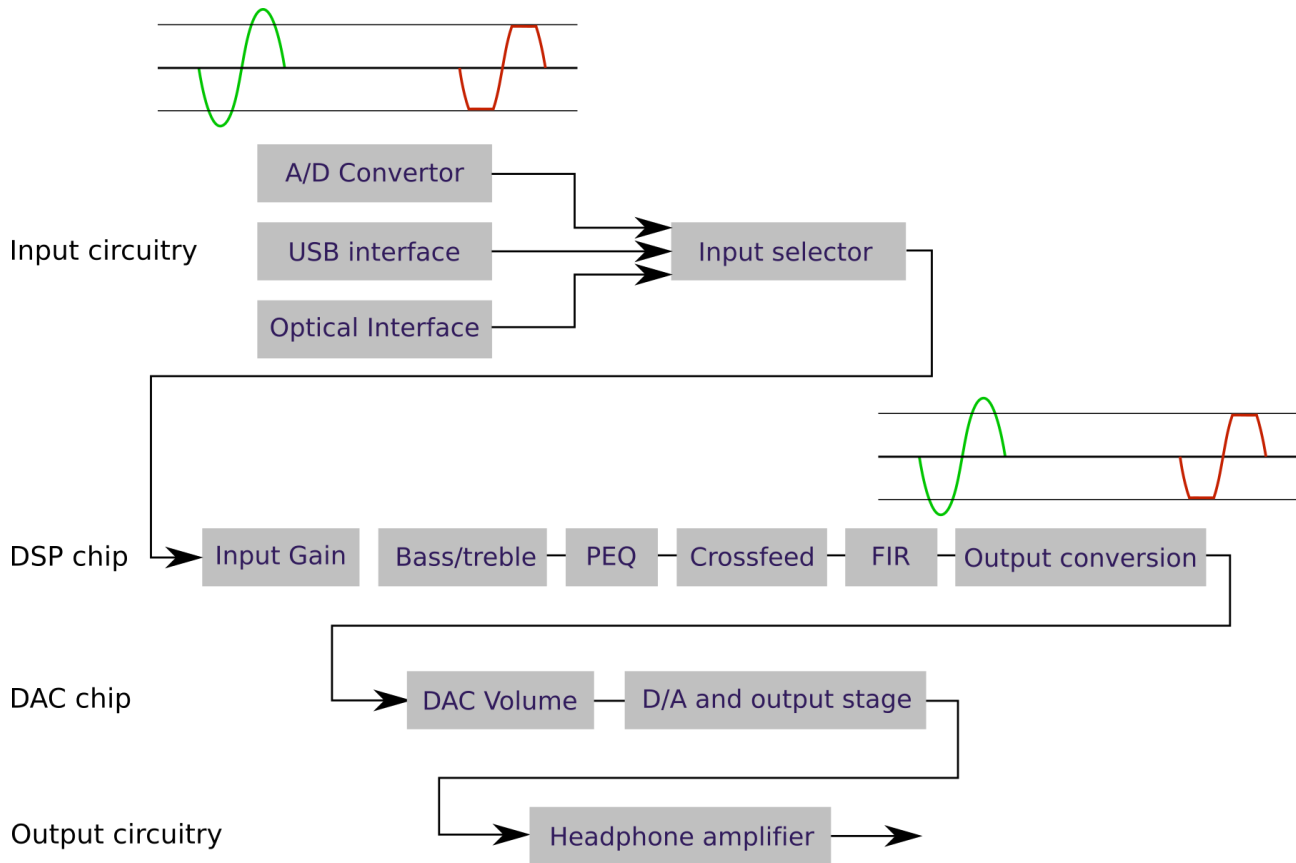 A/D Convertor
Input circuitry
USB interface
Input selector
Optical Interface
DSP chip
Input Gain
Bass/treble
PEQ
Crossfeed
FIR
Output conversion
DAC chip
DAC Volume
D/A and output stage
Output circuitry
Headphone amplifier